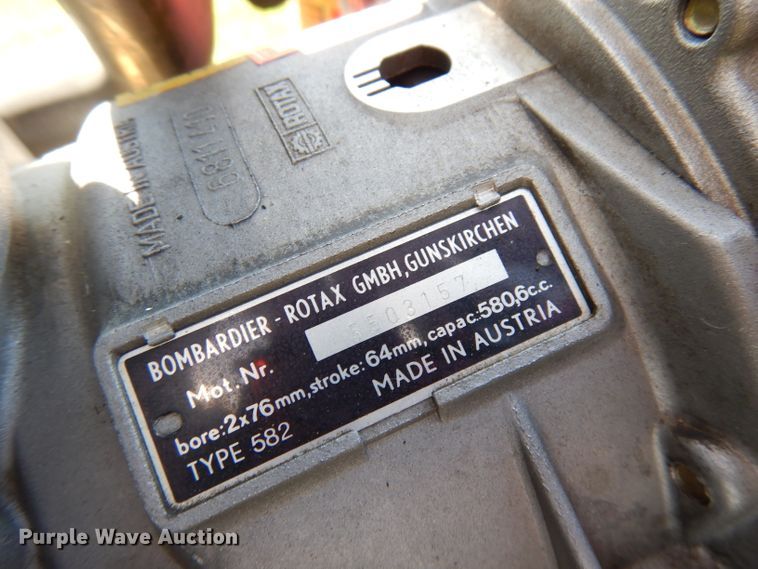 MADE IN AUSTRIA
ROTAX
BOMBARDIER - ROTAX GMBH, GUNSKIRCHEN
Mot. Nr. 5503157
bore: 2x76mm, stroke: 64mm, capac.: 580,6 c.c.
TYPE 582 MADE IN AUSTRIA
Purple Wave Auction